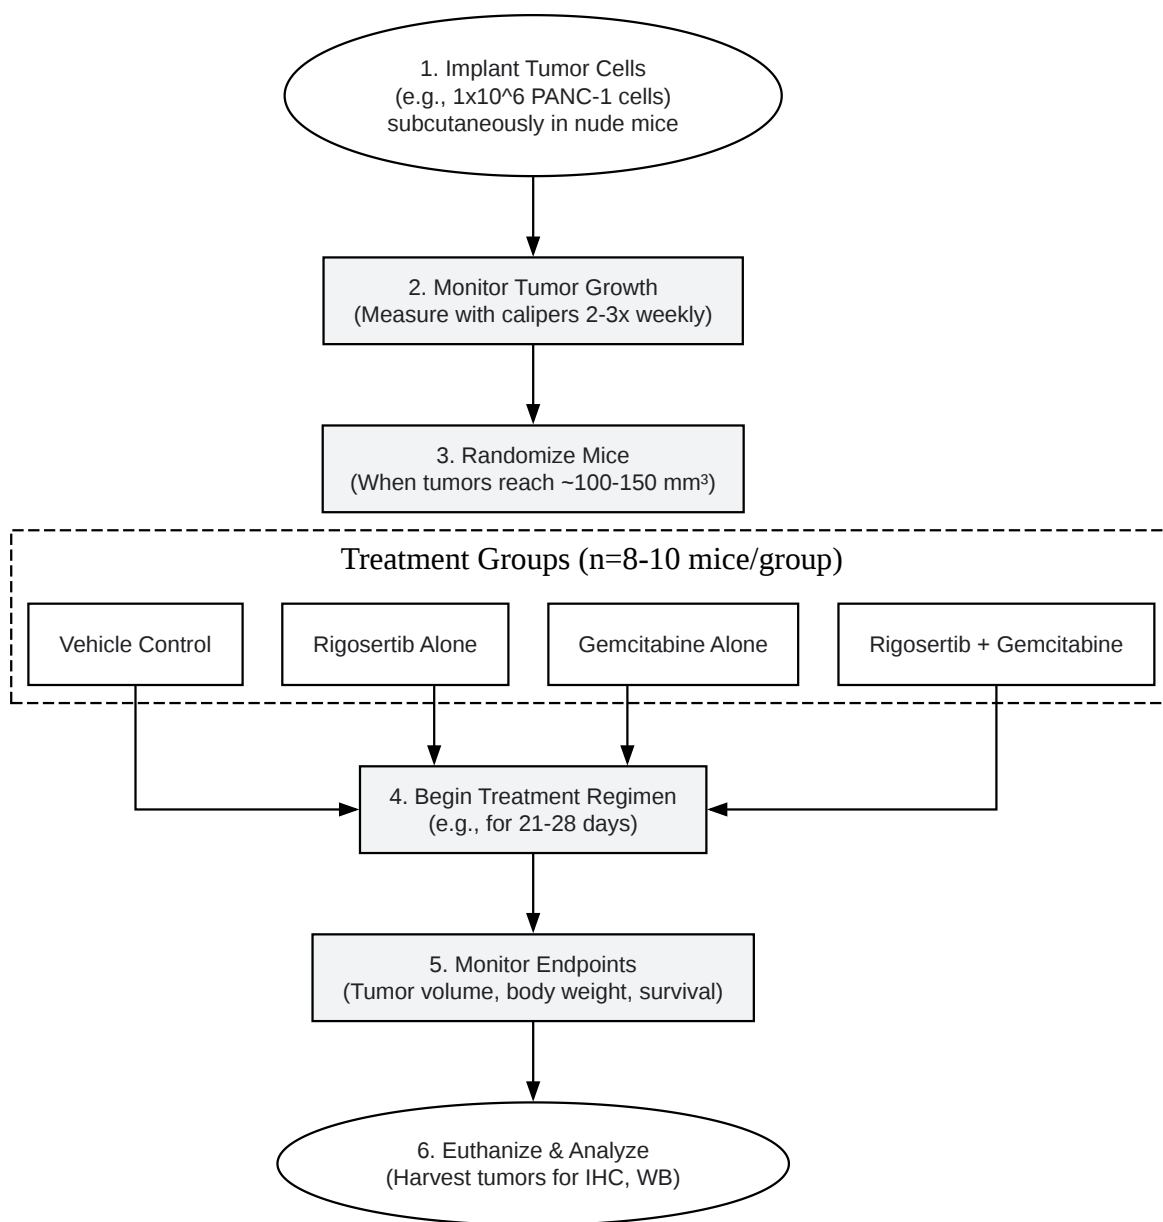 1. Implant Tumor Cells
(e.g., 1x10^6 PANC-1 cells)
subcutaneously in nude mice
2. Monitor Tumor Growth
(Measure with calipers 2-3x weekly)
3. Randomize Mice
(When tumors reach ~100-150 mm³)
Treatment Groups (n=8-10 mice/group)
Vehicle Control
Rigosertib Alone
Gemcitabine Alone
Rigosertib + Gemcitabine
4. Begin Treatment Regimen
(e.g., for 21-28 days)
5. Monitor Endpoints
(Tumor volume, body weight, survival)
6. Euthanize & Analyze
(Harvest tumors for IHC, WB)